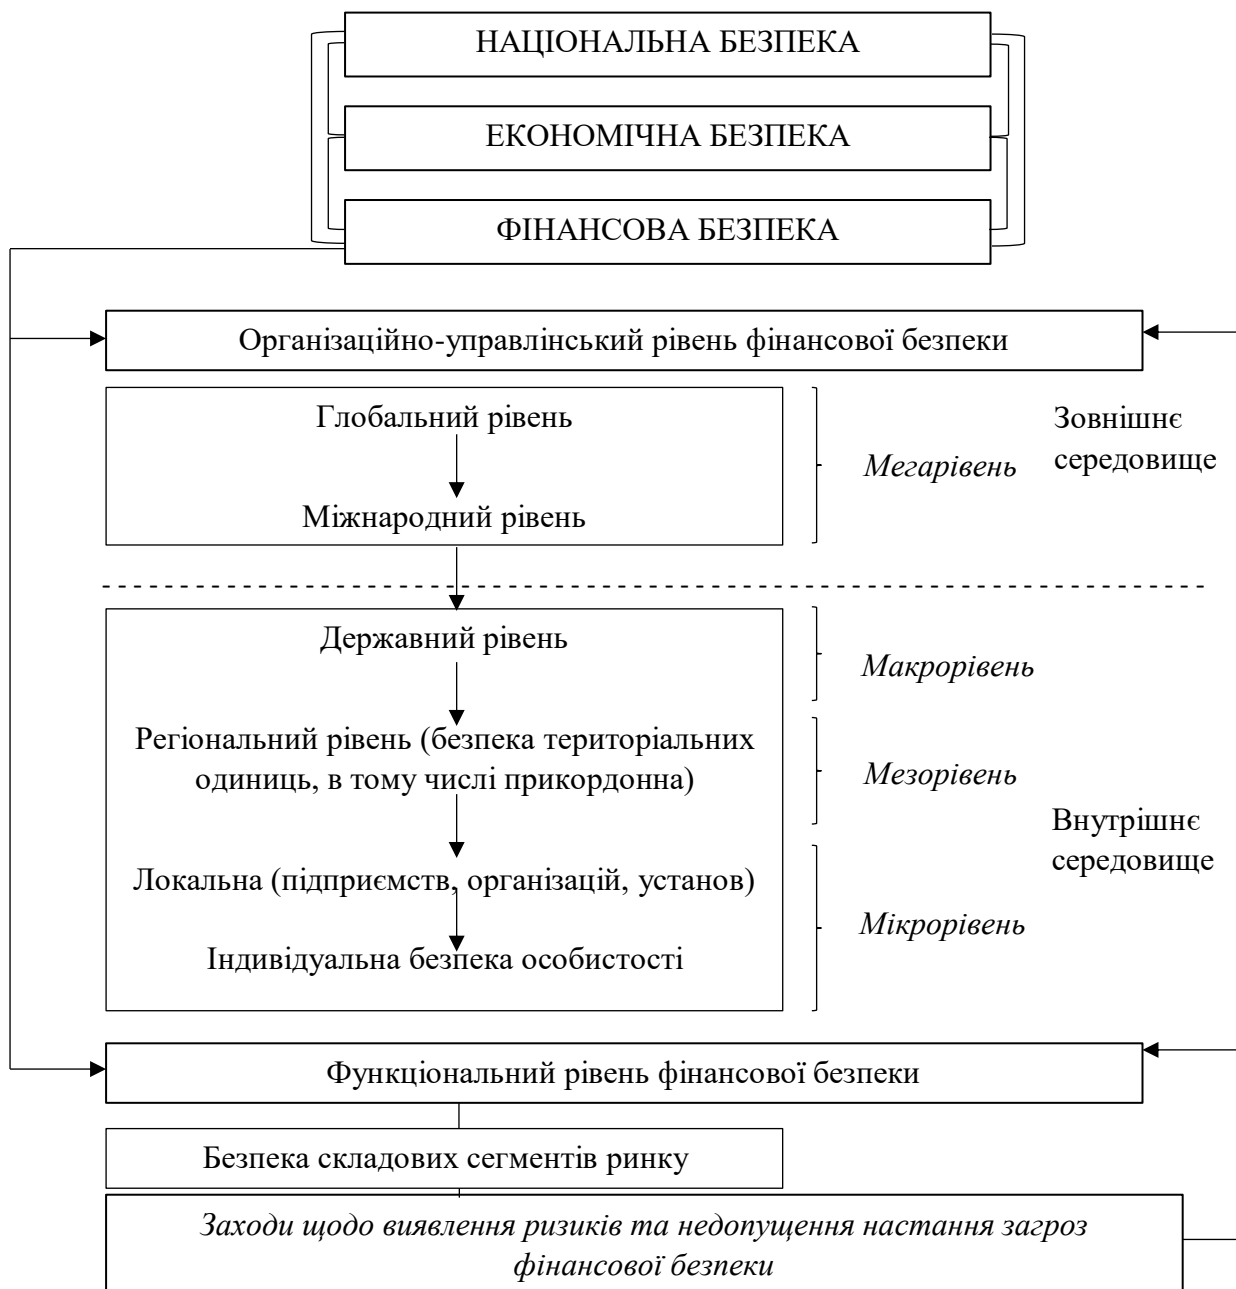 НАЦІОНАЛЬНА БЕЗПЕКА
ЕКОНОМІЧНА БЕЗПЕКА
ФІНАНСОВА БЕЗПЕКА
Організаційно-управлінський рівень фінансової безпеки
Глобальний рівень
Міжнародний рівень
Мегарівень
Зовнішнє
середовище
Державний рівень
Макрорівень
Регіональний рівень (безпека територіальних
одиниць, в тому числі прикордонна)
Мезорівень
Внутрішнє
середовище
Локальна (підприємств, організацій, установ)
Мікрорівень
Індивідуальна безпека особистості
Функціональний рівень фінансової безпеки
Безпека складових сегментів ринку
Заходи щодо виявлення ризиків та недопущення настання загроз
фінансової безпеки